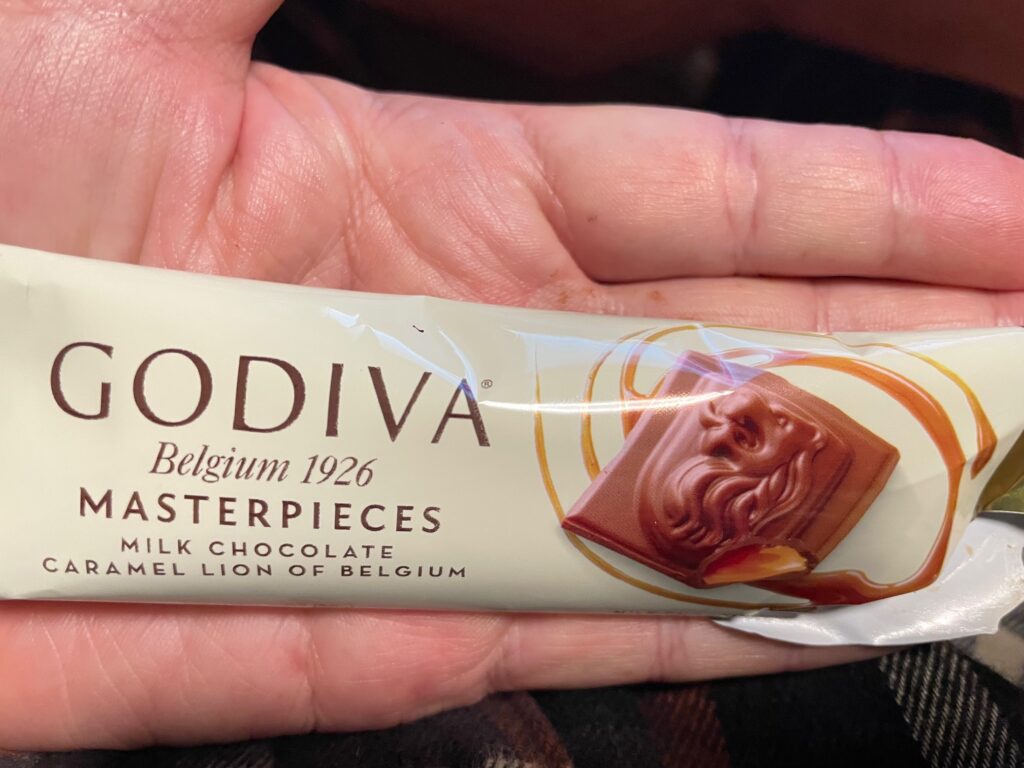 GODIVA®
Belgium 1926
MASTERPIECES
MILK CHOCOLATE
CARAMEL LION OF BELGIUM